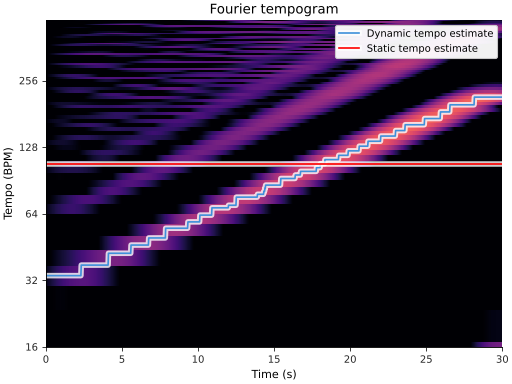 Fourier tempogram
Dynamic tempo estimate
Static tempo estimate
256
128
64
32
16
Tempo (BPM)
0 5 10 15 20 25 30
Time (s)